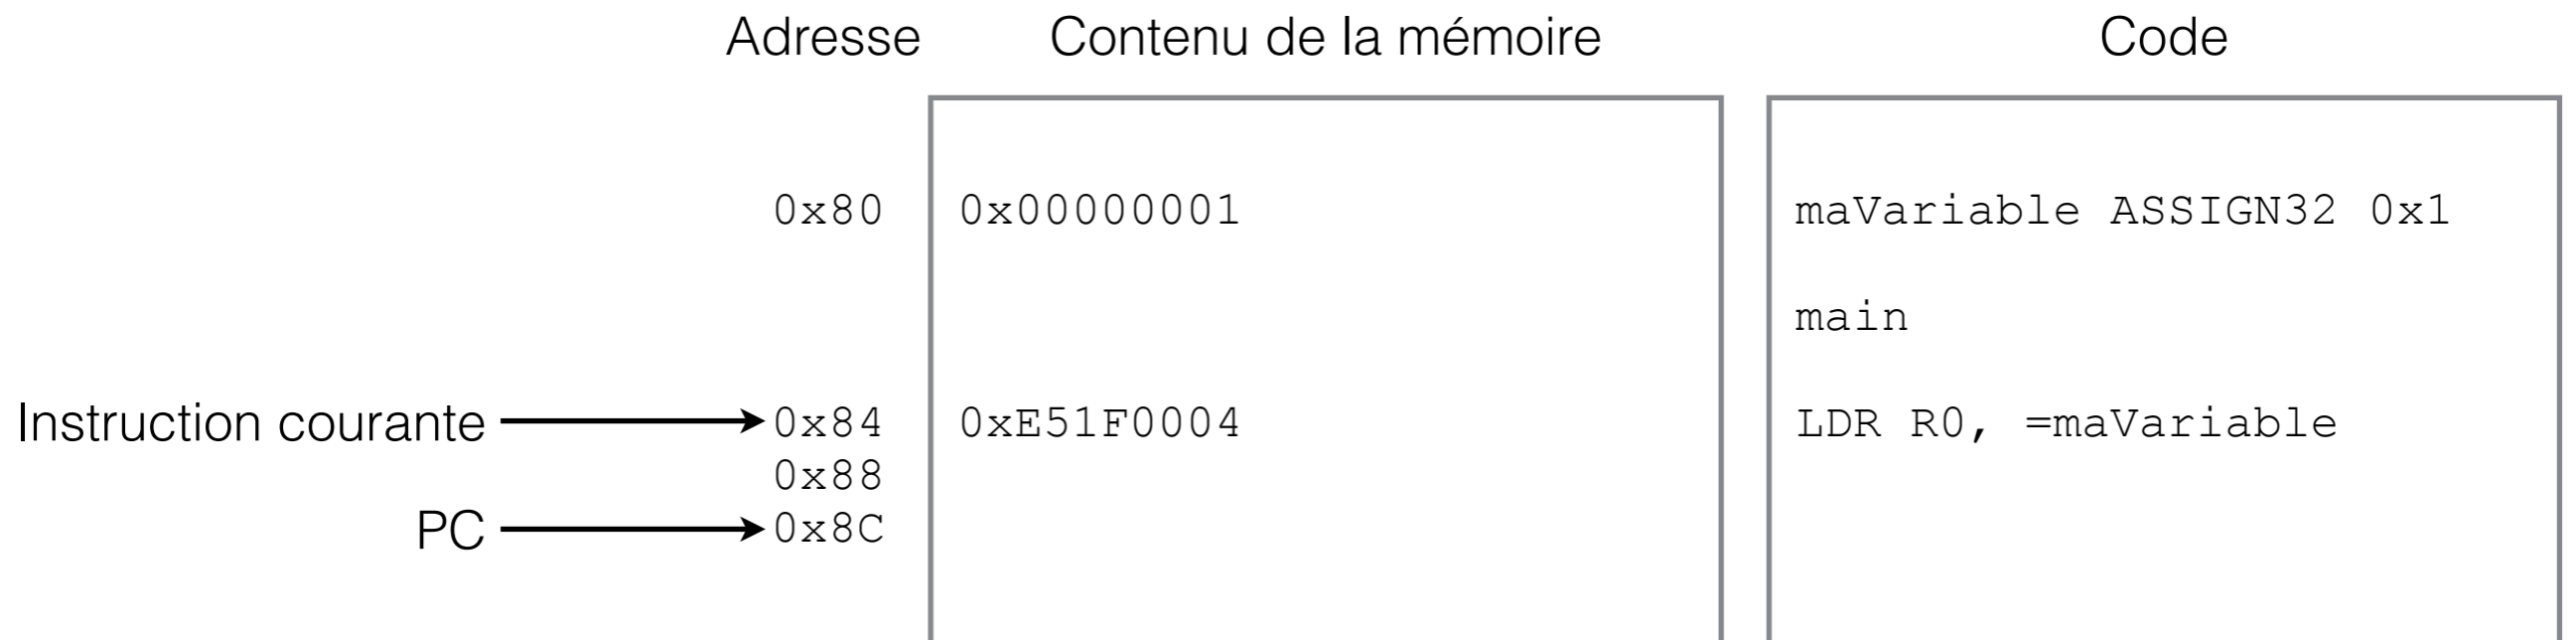 Adresse Contenu de la mémoire Code
0x80 0x00000001 maVariable ASSIGN32 0x1
main
Instruction courante 0x84 0xE51F0004 LDR R0, =maVariable
0x88
PC 0x8C